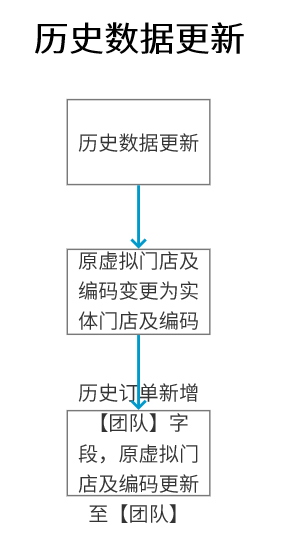 历史数据更新
历史数据更新
原虚拟门店及
编码变更为实
体门店及编码
历史订单新增
【团队】字
段，原虚拟门
店及编码更新
至【团队】